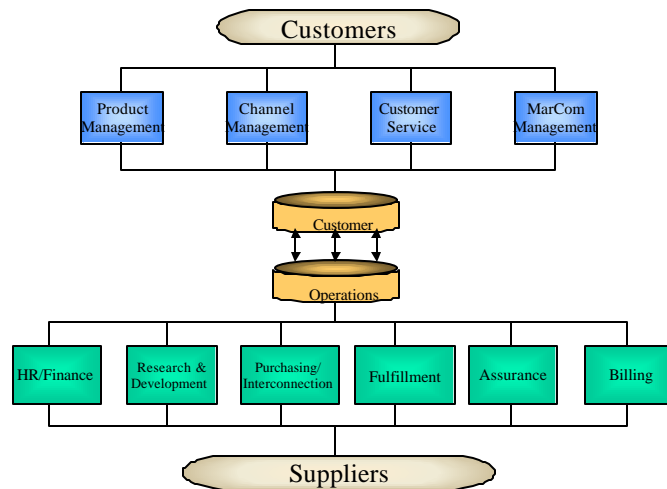 Customers
Product
Management
Channel
Management
Customer
Service
MarCom
Management
Customer
Operations
HR/Finance
Research &
Development
Purchasing/
Interconnection
Fulfillment
Assurance
Billing
Suppliers